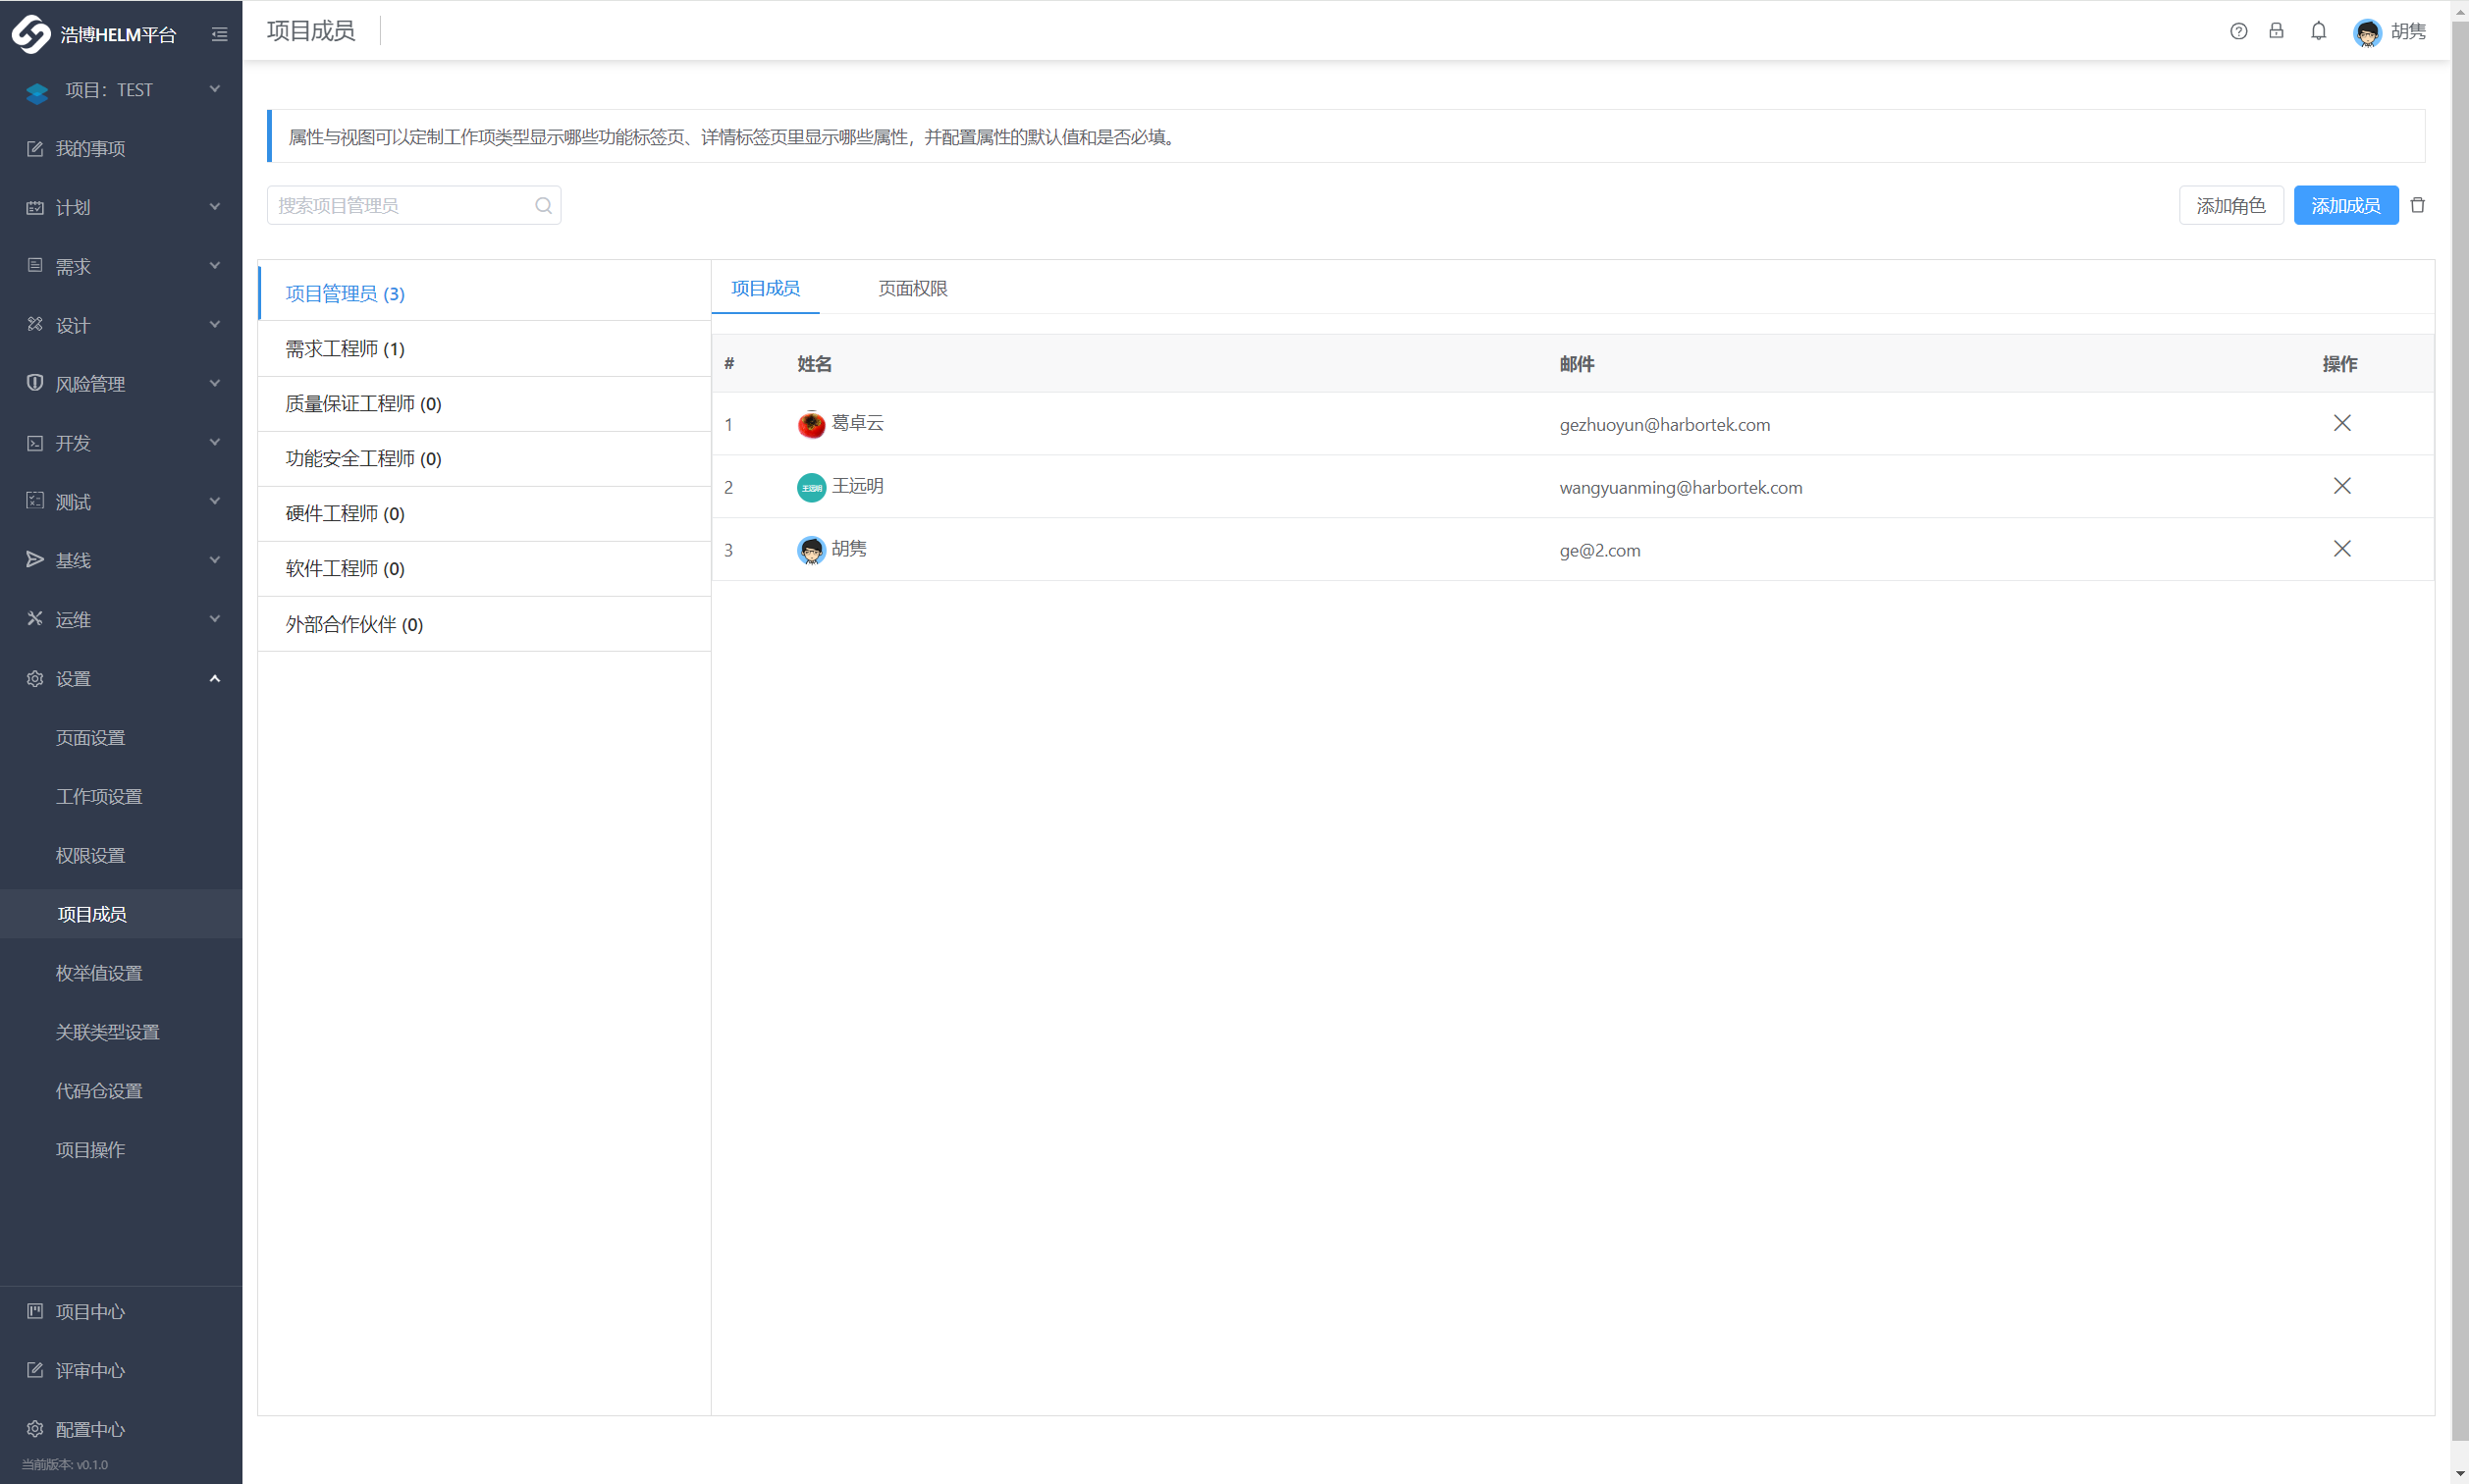 浩博HELM平台
项目：TEST
我的事项
计划
需求
设计
风险管理
开发
测试
基线
运维
设置
页面设置
工作项设置
权限设置
项目成员
枚举值设置
关联类型设置
代码仓设置
项目操作
项目中心
评审中心
配置中心
当前版本: v0.1.0
项目成员
胡隽
属性与视图可以定制工作项类型显示哪些功能标签页、详情标签页里显示哪些属性，并配置属性的默认值和是否必填。
搜索项目管理员
添加角色 添加成员
项目管理员 (3)
需求工程师 (1)
质量保证工程师 (0)
功能安全工程师 (0)
硬件工程师 (0)
软件工程师 (0)
外部合作伙伴 (0)
项目成员 页面权限
# 姓名 邮件 操作
1 葛卓云 gezhuoyun@harbortek.com
2 王远明 王远明 wangyuanming@harbortek.com
3 胡隽 ge@2.com